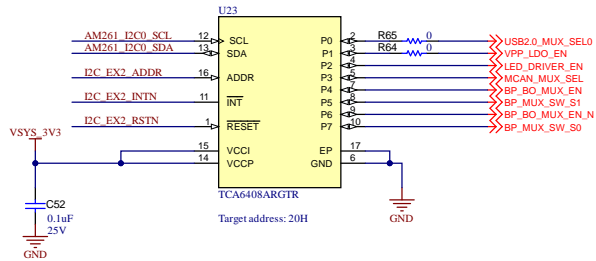 U23
AM261_I2C0_SCL 12 SCL P0 2 R65 0 USB2.0_MUX_SEL0
AM261_I2C0_SDA 13 SDA P1 3 R64 0 VPP_LDO_EN
P2 4 LED_DRIVER_EN
I2C_EX2_ADDR 16 ADDR P3 5 MCAN_MUX_SEL
P4 7 BP_BO_MUX_EN
I2C_EX2_INTN 11 INT P5 8 BP_MUX_SW_S1
P6 9 BP_BO_MUX_EN_N
I2C_EX2_RSTN 1 RESET P7 10 BP_MUX_SW_S0
VSYS_3V3
15 VCCI EP 17
14 VCCP GND 6
TCA6408ARGTR
C52
0.1uF
25V
GND
Target address: 20H
GND